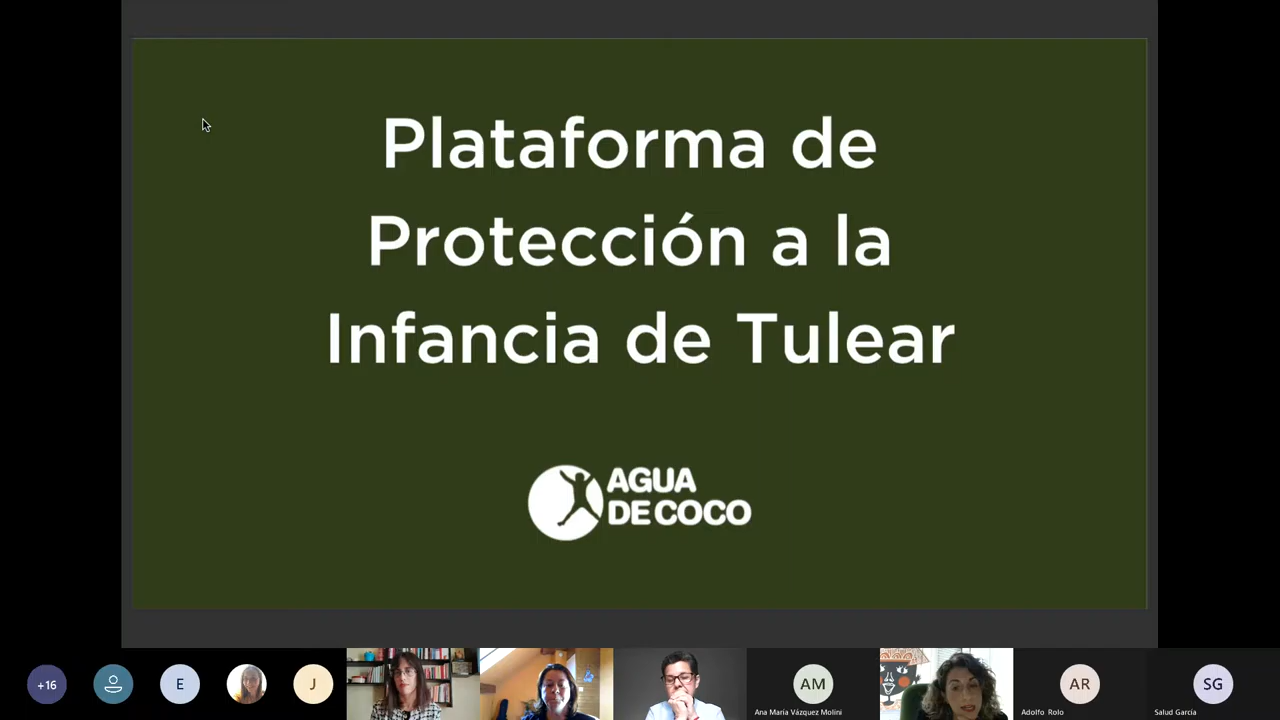 Plataforma de
Protección a la
Infancia de Tulear
AGUA
DE COCO
+16
E
J
AM
Ana María Vázquez Molini
AR
Adolfo Rolo
SG
Salud García